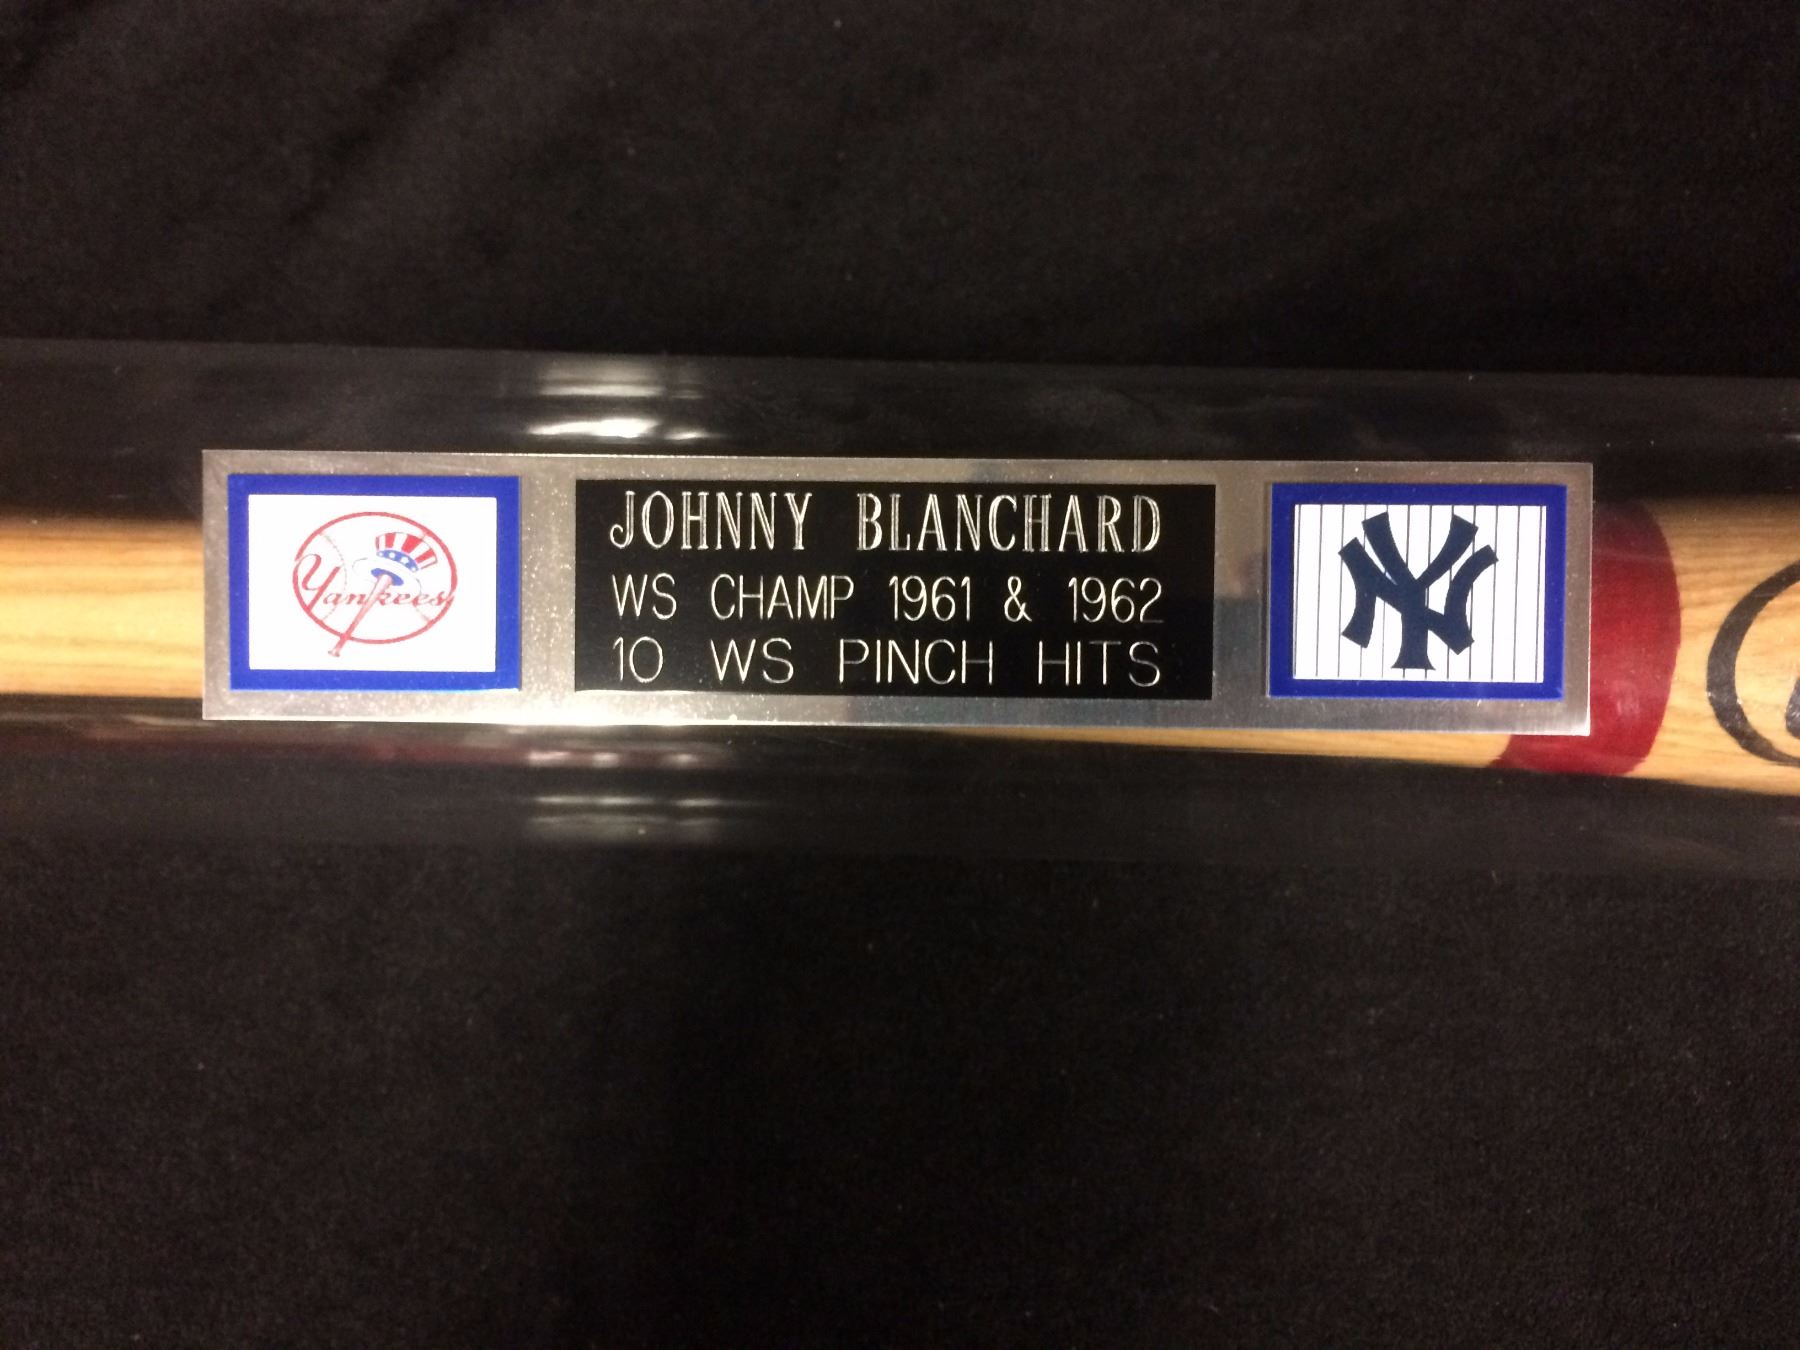 Yankees
JOHNNY BLANCHARD
WS CHAMP 1961 & 1962
10 WS PINCH HITS
NY